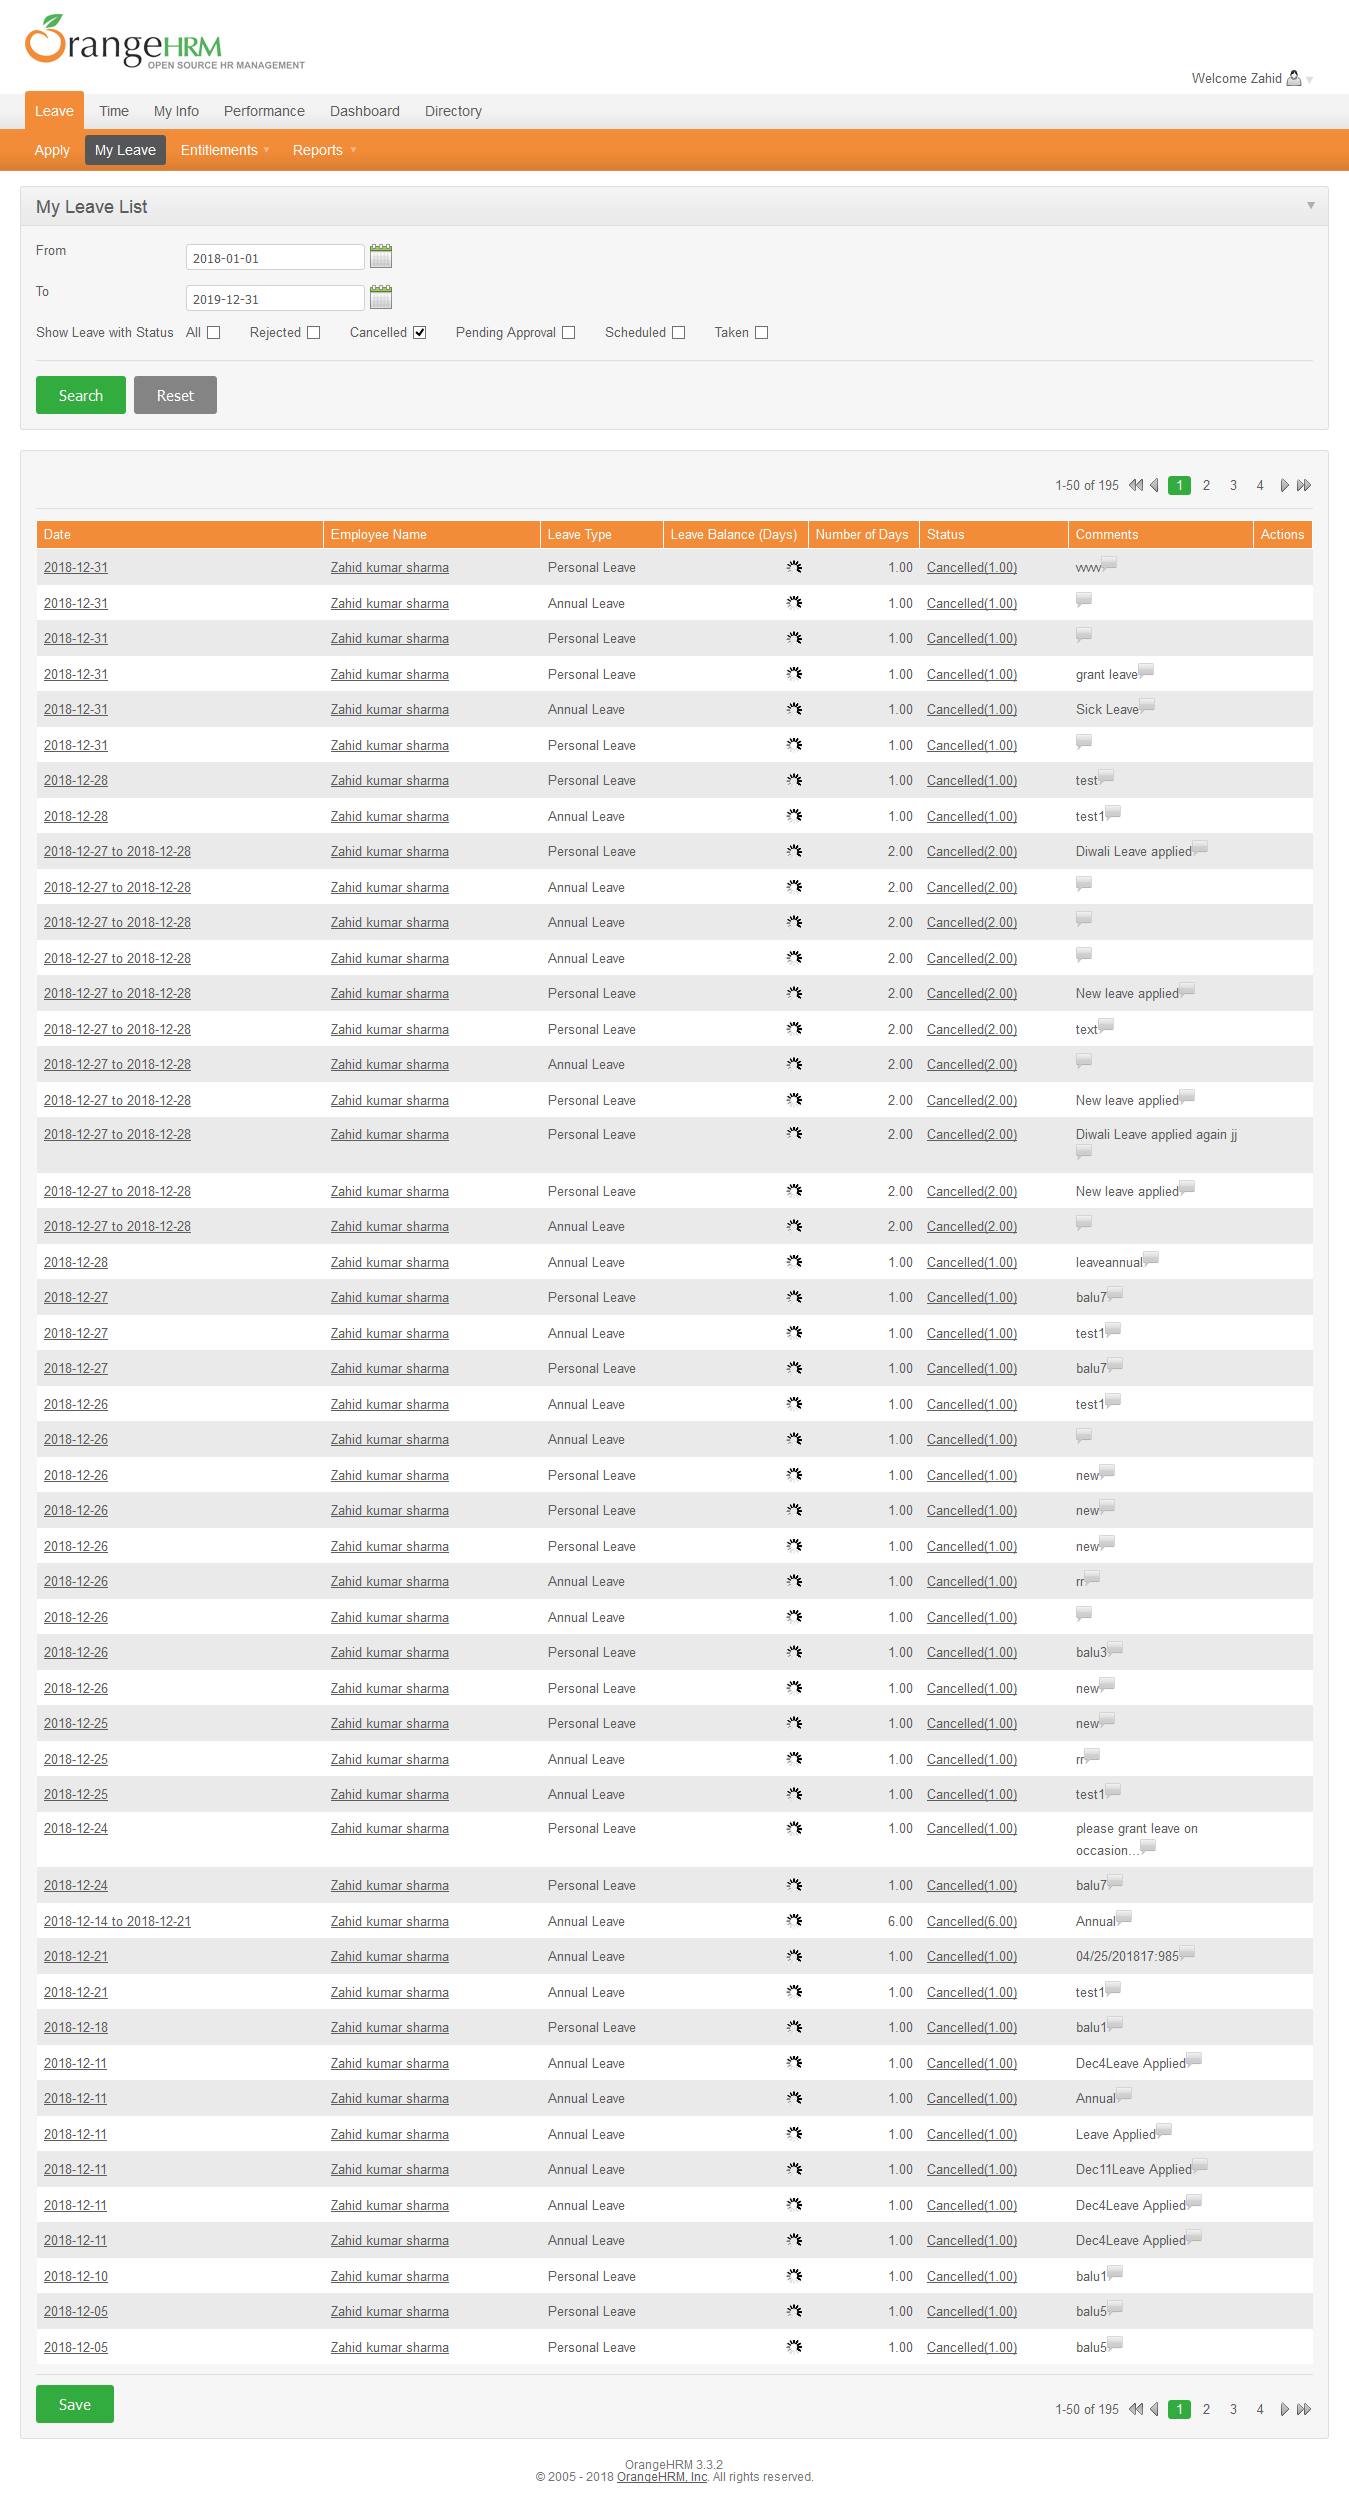 OrangeHRM
OPEN SOURCE HR MANAGEMENT
Welcome Zahid
Leave Time My Info Performance Dashboard Directory
Apply My Leave Entitlements Reports
My Leave List
From 2018-01-01
To 2019-12-31
Show Leave with Status All Rejected Cancelled Pending Approval Scheduled Taken
Search Reset
1-50 of 195 1 2 3 4
Date Employee Name Leave Type Leave Balance (Days) Number of Days Status Comments Actions
2018-12-31 Zahid kumar sharma Personal Leave 1.00 Cancelled(1.00)
2018-12-31 Zahid kumar sharma Annual Leave 1.00 Cancelled(1.00)
2018-12-31 Zahid kumar sharma Personal Leave 1.00 Cancelled(1.00)
2018-12-31 Zahid kumar sharma Personal Leave 1.00 Cancelled(1.00) grant leave
2018-12-31 Zahid kumar sharma Annual Leave 1.00 Cancelled(1.00) Sick Leave
2018-12-31 Zahid kumar sharma Personal Leave 1.00 Cancelled(1.00)
2018-12-28 Zahid kumar sharma Personal Leave 1.00 Cancelled(1.00) test
2018-12-28 Zahid kumar sharma Annual Leave 1.00 Cancelled(1.00) test1
2018-12-27 to 2018-12-28 Zahid kumar sharma Personal Leave 2.00 Cancelled(2.00) Diwali Leave applied
2018-12-27 to 2018-12-28 Zahid kumar sharma Annual Leave 2.00 Cancelled(2.00)
2018-12-27 to 2018-12-28 Zahid kumar sharma Annual Leave 2.00 Cancelled(2.00)
2018-12-27 to 2018-12-28 Zahid kumar sharma Annual Leave 2.00 Cancelled(2.00)
2018-12-27 to 2018-12-28 Zahid kumar sharma Personal Leave 2.00 Cancelled(2.00) New leave applied
2018-12-27 to 2018-12-28 Zahid kumar sharma Personal Leave 2.00 Cancelled(2.00) text
2018-12-27 to 2018-12-28 Zahid kumar sharma Annual Leave 2.00 Cancelled(2.00)
2018-12-27 to 2018-12-28 Zahid kumar sharma Personal Leave 2.00 Cancelled(2.00) New leave applied
2018-12-27 to 2018-12-28 Zahid kumar sharma Personal Leave 2.00 Cancelled(2.00) Diwali Leave applied again jj
2018-12-27 to 2018-12-28 Zahid kumar sharma Personal Leave 2.00 Cancelled(2.00) New leave applied
2018-12-27 to 2018-12-28 Zahid kumar sharma Annual Leave 2.00 Cancelled(2.00)
2018-12-28 Zahid kumar sharma Annual Leave 1.00 Cancelled(1.00) leaveannual
2018-12-27 Zahid kumar sharma Personal Leave 1.00 Cancelled(1.00) balu7
2018-12-27 Zahid kumar sharma Annual Leave 1.00 Cancelled(1.00) test1
2018-12-27 Zahid kumar sharma Personal Leave 1.00 Cancelled(1.00) balu7
2018-12-26 Zahid kumar sharma Annual Leave 1.00 Cancelled(1.00) test1
2018-12-26 Zahid kumar sharma Annual Leave 1.00 Cancelled(1.00)
2018-12-26 Zahid kumar sharma Personal Leave 1.00 Cancelled(1.00) new
2018-12-26 Zahid kumar sharma Personal Leave 1.00 Cancelled(1.00) new
2018-12-26 Zahid kumar sharma Personal Leave 1.00 Cancelled(1.00) new
2018-12-26 Zahid kumar sharma Annual Leave 1.00 Cancelled(1.00) rr
2018-12-26 Zahid kumar sharma Annual Leave 1.00 Cancelled(1.00)
2018-12-26 Zahid kumar sharma Personal Leave 1.00 Cancelled(1.00) balu3
2018-12-26 Zahid kumar sharma Personal Leave 1.00 Cancelled(1.00) new
2018-12-25 Zahid kumar sharma Personal Leave 1.00 Cancelled(1.00) new
2018-12-25 Zahid kumar sharma Annual Leave 1.00 Cancelled(1.00) rr
2018-12-25 Zahid kumar sharma Annual Leave 1.00 Cancelled(1.00) test1
2018-12-24 Zahid kumar sharma Personal Leave 1.00 Cancelled(1.00) please grant leave on
occasion...
2018-12-24 Zahid kumar sharma Personal Leave 1.00 Cancelled(1.00) balu7
2018-12-14 to 2018-12-21 Zahid kumar sharma Annual Leave 6.00 Cancelled(6.00) Annual
2018-12-21 Zahid kumar sharma Annual Leave 1.00 Cancelled(1.00) 04/25/201817:985
2018-12-21 Zahid kumar sharma Annual Leave 1.00 Cancelled(1.00) test1
2018-12-18 Zahid kumar sharma Personal Leave 1.00 Cancelled(1.00) balu1
2018-12-11 Zahid kumar sharma Annual Leave 1.00 Cancelled(1.00) Dec4Leave Applied
2018-12-11 Zahid kumar sharma Annual Leave 1.00 Cancelled(1.00) Annual
2018-12-11 Zahid kumar sharma Annual Leave 1.00 Cancelled(1.00) Leave Applied
2018-12-11 Zahid kumar sharma Annual Leave 1.00 Cancelled(1.00) Dec11Leave Applied
2018-12-11 Zahid kumar sharma Annual Leave 1.00 Cancelled(1.00) Dec4Leave Applied
2018-12-11 Zahid kumar sharma Annual Leave 1.00 Cancelled(1.00) Dec4Leave Applied
2018-12-10 Zahid kumar sharma Personal Leave 1.00 Cancelled(1.00) balu1
2018-12-05 Zahid kumar sharma Personal Leave 1.00 Cancelled(1.00) balu5
2018-12-05 Zahid kumar sharma Personal Leave 1.00 Cancelled(1.00) balu5
Save 1-50 of 195 1 2 3 4
OrangeHRM 3.3.2
© 2005 - 2018 OrangeHRM, Inc. All rights reserved.